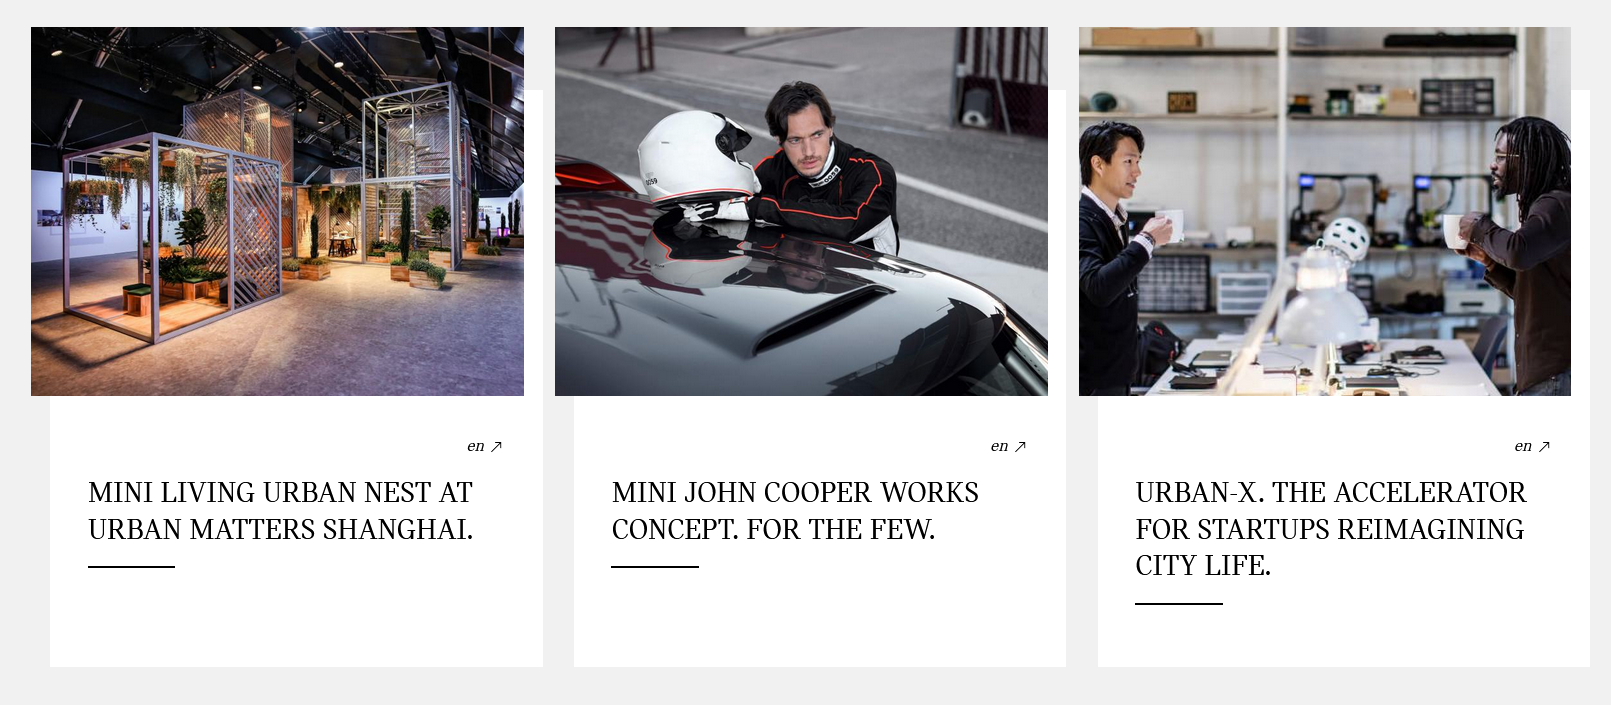 en ↗
MINI LIVING URBAN NEST AT
URBAN MATTERS SHANGHAI.
en ↗
MINI JOHN COOPER WORKS
CONCEPT. FOR THE FEW.
en ↗
URBAN-X. THE ACCELERATOR
FOR STARTUPS REIMAGINING
CITY LIFE.